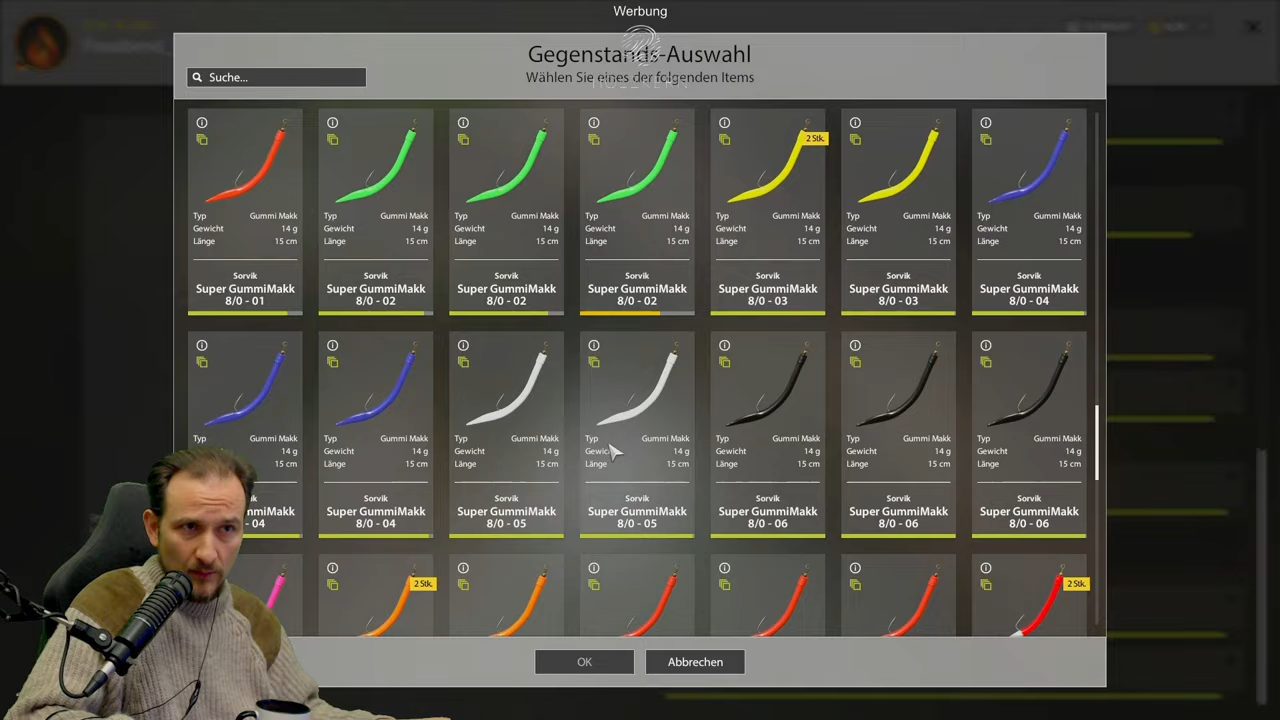 Werbung
Gegenstands-Auswahl
Wählen Sie eines der folgenden Items
Suche...
2 Stk.
Typ Gummi Makk
Gewicht 14 g
Länge 15 cm
Sorvik
Super GummiMakk
8/0 - 01
Typ Gummi Makk
Gewicht 14 g
Länge 15 cm
Sorvik
Super GummiMakk
8/0 - 02
Typ Gummi Makk
Gewicht 14 g
Länge 15 cm
Sorvik
Super GummiMakk
8/0 - 02
Typ Gummi Makk
Gewicht 14 g
Länge 15 cm
Sorvik
Super GummiMakk
8/0 - 02
Typ Gummi Makk
Gewicht 14 g
Länge 15 cm
Sorvik
Super GummiMakk
8/0 - 03
Typ Gummi Makk
Gewicht 14 g
Länge 15 cm
Sorvik
Super GummiMakk
8/0 - 03
Typ Gummi Makk
Gewicht 14 g
Länge 15 cm
Sorvik
Super GummiMakk
8/0 - 04
Typ Gummi Makk
14 g
15 cm
- 04
Typ Gummi Makk
Gewicht 14 g
Länge 15 cm
Sorvik
Super GummiMakk
8/0 - 04
Typ Gummi Makk
Gewicht 14 g
Länge 15 cm
Sorvik
Super GummiMakk
8/0 - 05
Typ Gummi Makk
Gewicht 14 g
Länge 15 cm
Sorvik
Super GummiMakk
8/0 - 05
Typ Gummi Makk
Gewicht 14 g
Länge 15 cm
Sorvik
Super GummiMakk
8/0 - 06
Typ Gummi Makk
Gewicht 14 g
Länge 15 cm
Sorvik
Super GummiMakk
8/0 - 06
Typ Gummi Makk
Gewicht 14 g
Länge 15 cm
Sorvik
Super GummiMakk
8/0 - 06
2 Stk.
2 Stk.
OK
Abbrechen